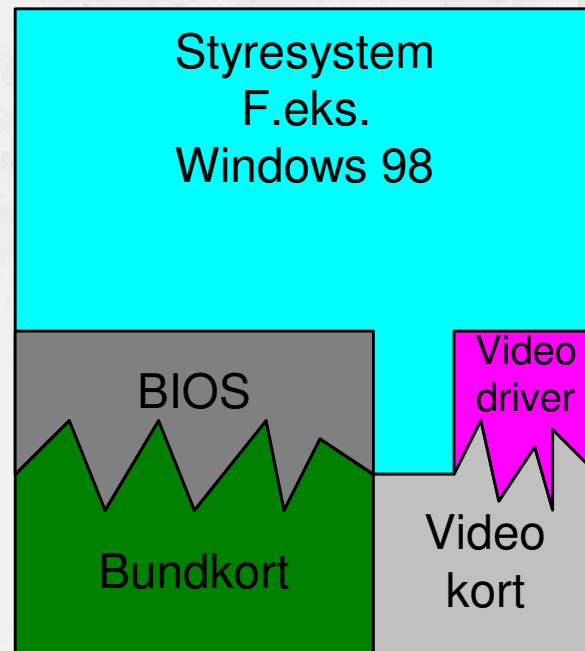 Styresystem
F.eks.
Windows 98
BIOS
Video
driver
Bundkort
Video
kort